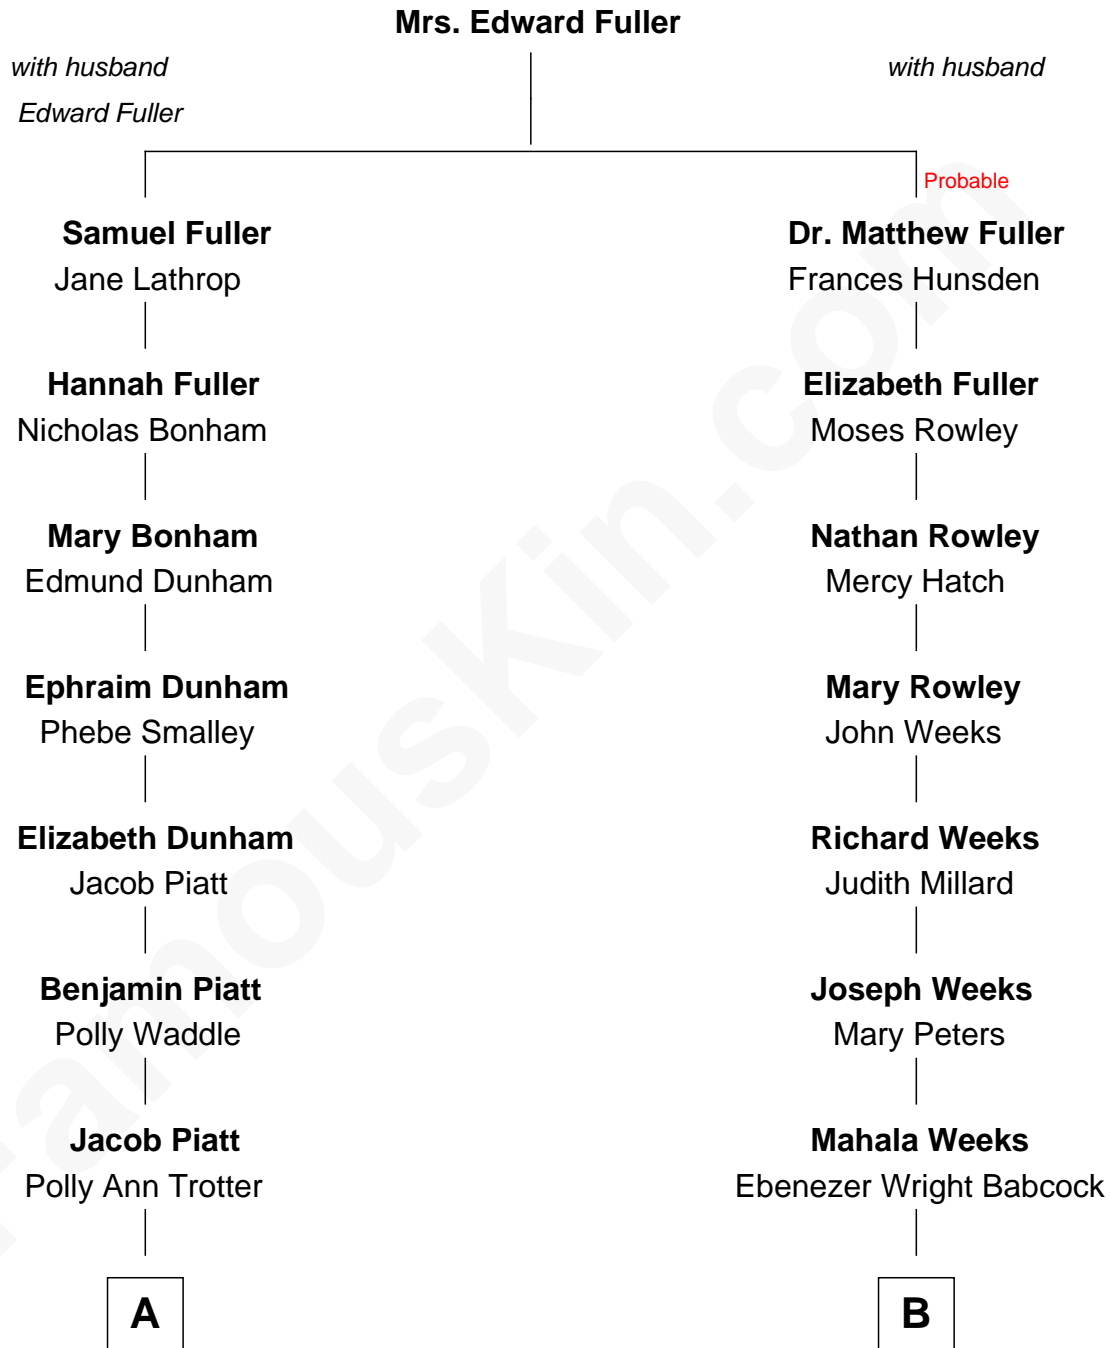 Mrs. Edward Fuller
with husband
Edward Fuller
with husband
Probable
Samuel Fuller
Jane Lathrop
Dr. Matthew Fuller
Frances Hunsden
Hannah Fuller
Nicholas Bonham
Elizabeth Fuller
Moses Rowley
Mary Bonham
Edmund Dunham
Nathan Rowley
Mercy Hatch
Ephraim Dunham
Phebe Smalley
Mary Rowley
John Weeks
Elizabeth Dunham
Jacob Piatt
Richard Weeks
Judith Millard
Benjamin Piatt
Polly Waddle
Joseph Weeks
Mary Peters
Jacob Piatt
Polly Ann Trotter
Mahala Weeks
Ebenezer Wright Babcock
A
B
FamousKin.com